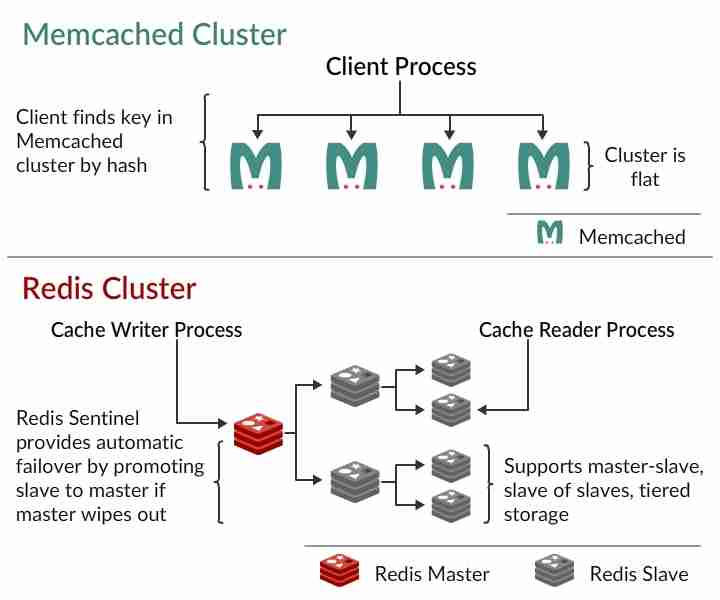 Memcached Cluster
Client Process
Client finds key in
Memcached
cluster by hash
Cluster is
flat
Memcached
Redis Cluster
Cache Writer Process
Cache Reader Process
Redis Sentinel
provides automatic
failover by promoting
slave to master if
master wipes out
Supports master-slave,
slave of slaves, tiered
storage
Redis Master
Redis Slave